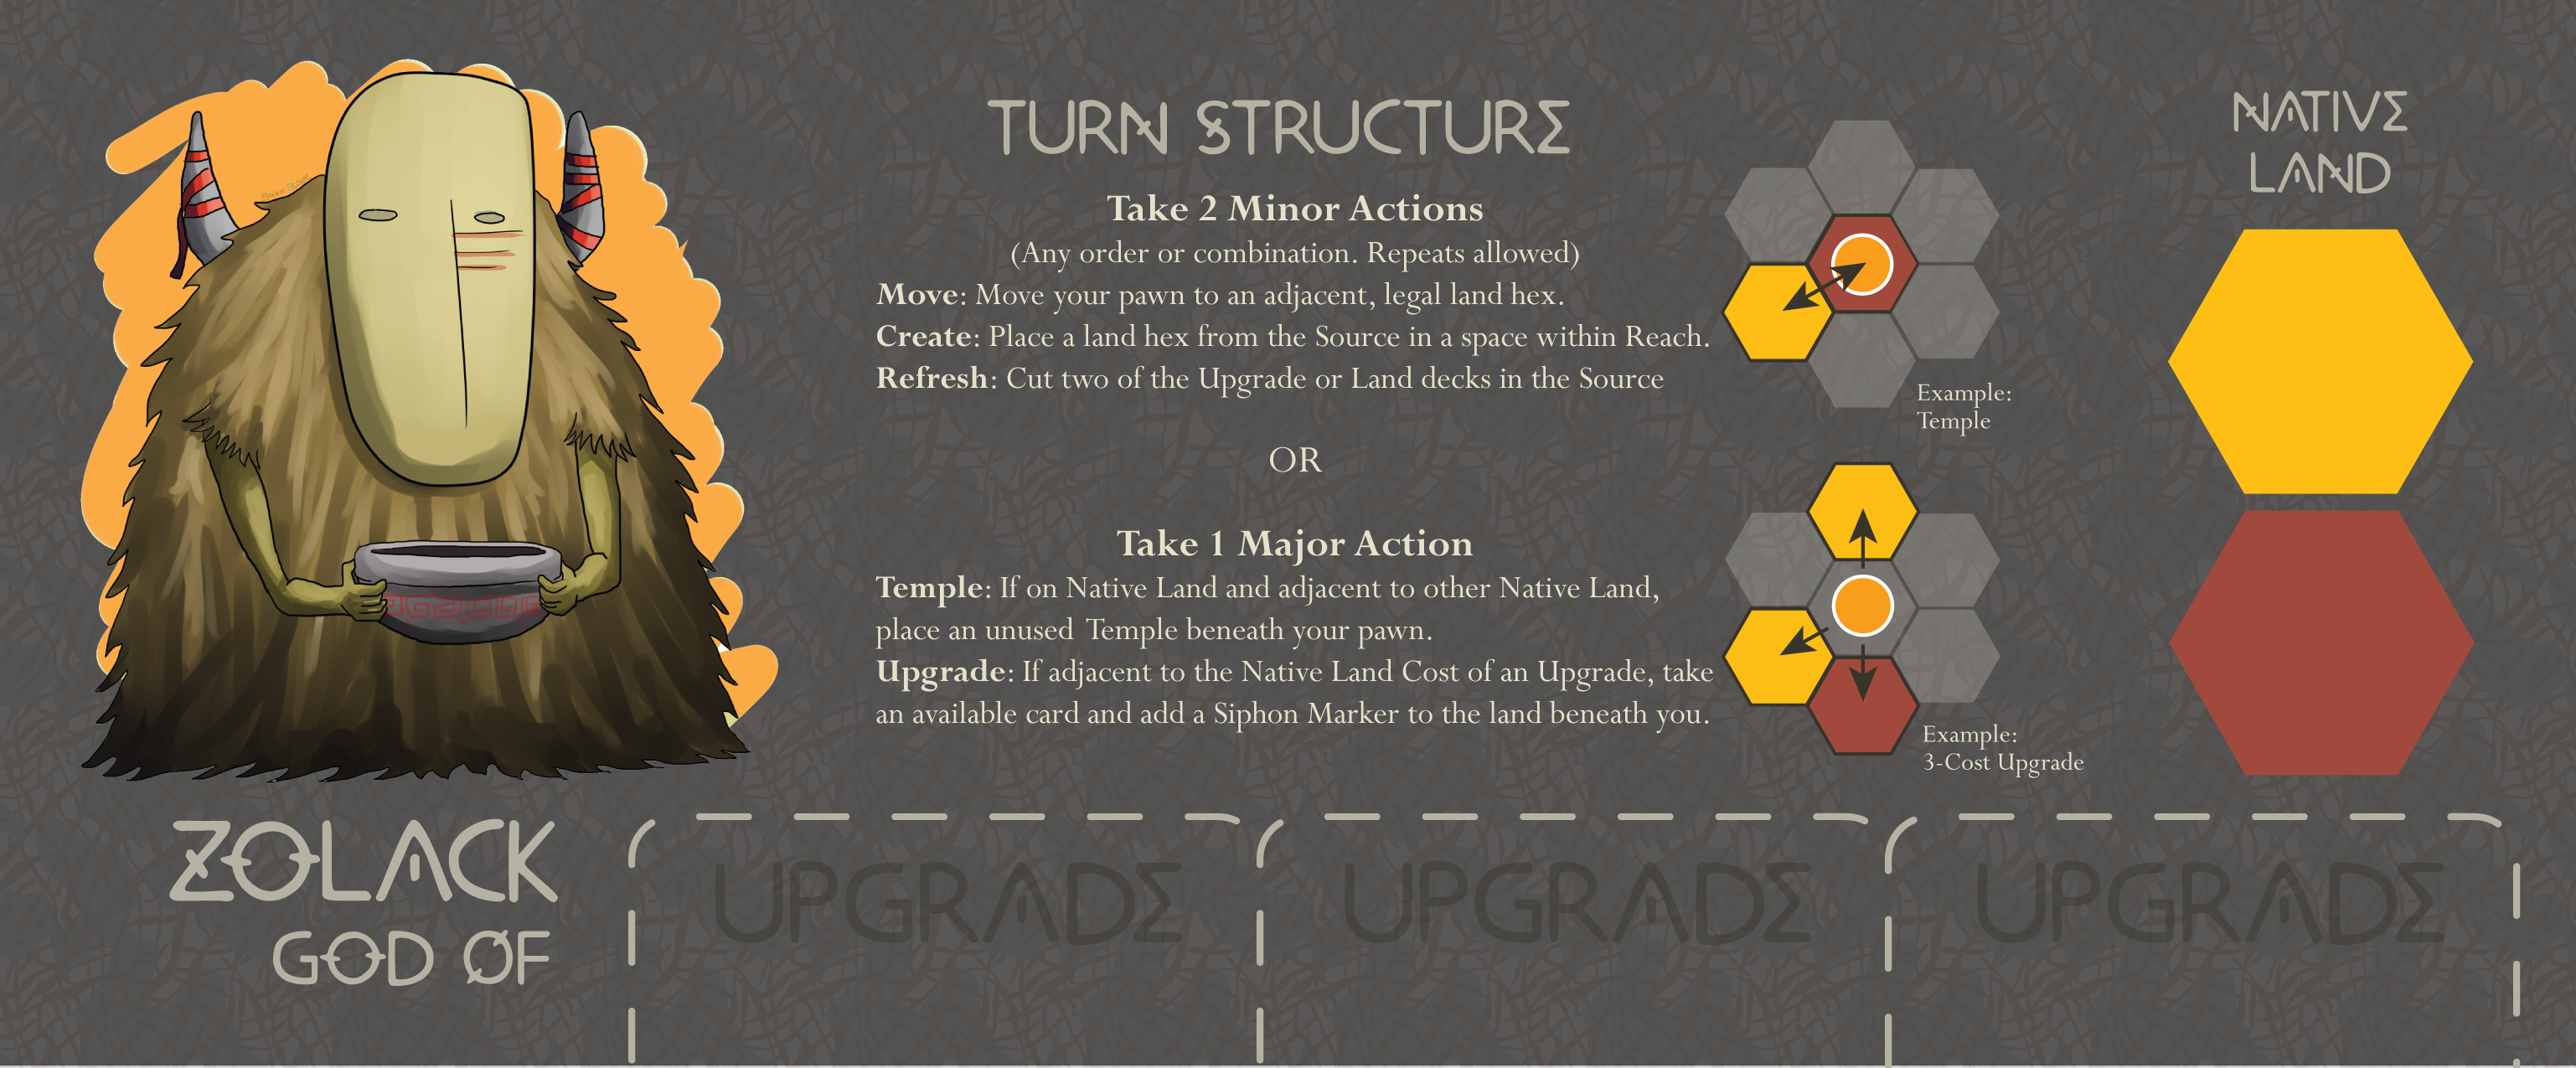 TURN STRUCTURE
Take 2 Minor Actions
(Any order or combination. Repeats allowed)
Move: Move your pawn to an adjacent, legal land hex.
Create: Place a land hex from the Source in a space within Reach.
Refresh: Cut two of the Upgrade or Land decks in the Source
OR
Take 1 Major Action
Temple: If on Native Land and adjacent to other Native Land,
place an unused Temple beneath your pawn.
Upgrade: If adjacent to the Native Land Cost of an Upgrade, take
an available card and add a Siphon Marker to the land beneath you.
Example:
Temple
Example:
3-Cost Upgrade
NATIVE
LAND
ZOLACK
GOD OF
UPGRADE
UPGRADE
UPGRADE